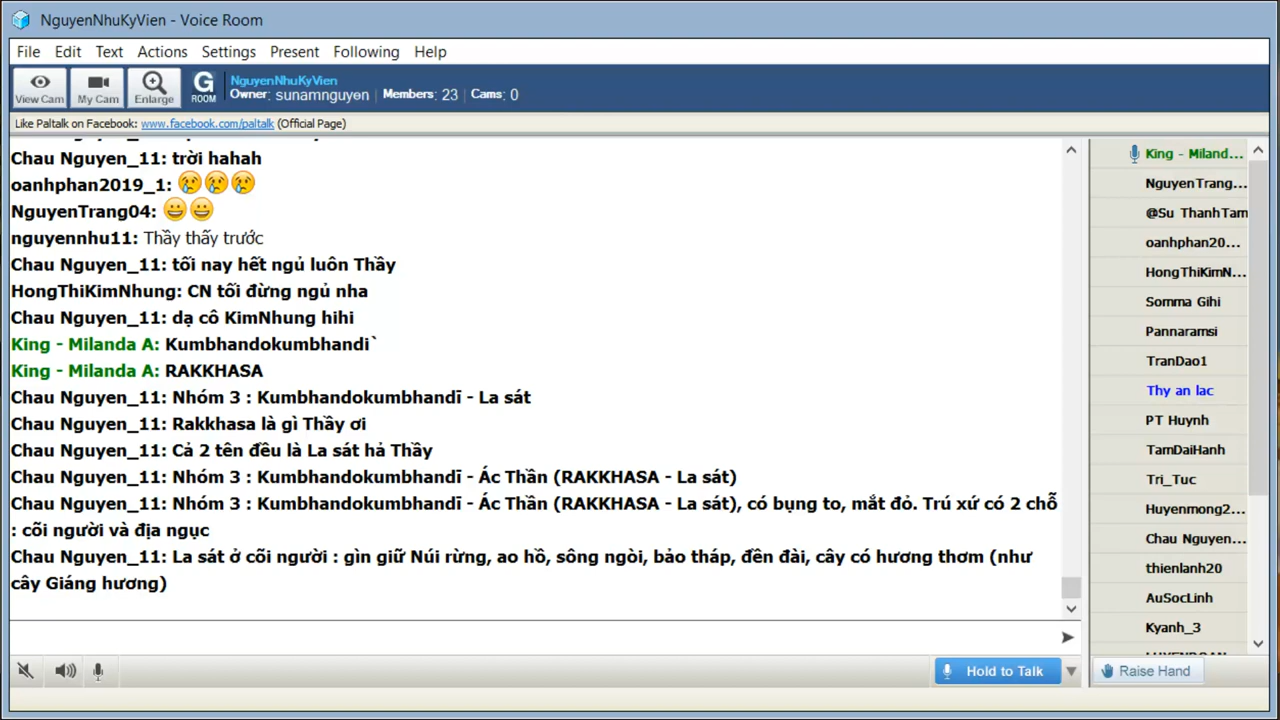 NguyenNhuKyVien - Voice Room
File Edit Text Actions Settings Present Following Help
View Cam
My Cam
Enlarge
G
ROOM
NguyenNhuKyVien
Owner: sunamnguyen | Members: 23 | Cams: 0
Like Paltalk on Facebook: www.facebook.com/paltalk (Official Page)
Chau Nguyen_11: trời hahah
oanhphan2019_1:
NguyenTrang04:
nguyennhu11: Thầy thấy trước
Chau Nguyen_11: tối nay hết ngủ luôn Thầy
HongThiKimNhung: CN tối đừng ngủ nha
Chau Nguyen_11: dạ cô KimNhung hihi
King - Milanda A: Kumbhandokumbhandi`
King - Milanda A: RAKKHASA
Chau Nguyen_11: Nhóm 3 : Kumbhandokumbhandī - La sát
Chau Nguyen_11: Rakkhasa là gì Thầy ơi
Chau Nguyen_11: Cả 2 tên đều là La sát hả Thầy
Chau Nguyen_11: Nhóm 3 : Kumbhandokumbhandī - Ác Thần (RAKKHASA - La sát)
Chau Nguyen_11: Nhóm 3 : Kumbhandokumbhandī - Ác Thần (RAKKHASA - La sát), có bụng to, mắt đỏ. Trú xứ có 2 chỗ
: cõi người và địa ngục
Chau Nguyen_11: La sát ở cõi người : gìn giữ Núi rừng, ao hồ, sông ngòi, bảo tháp, đền đài, cây có hương thơm (như
cây Giáng hương)
King - Miland...
NguyenTrang...
@Su ThanhTam
oanhphan20...
HongThiKimN...
Somma Gihi
Pannaramsi
TranDao1
Thy an lac
PT Huynh
TamDaiHanh
Tri_Tuc
Huyenmong2...
Chau Nguyen...
thienlanh20
AuSocLinh
Kyanh_3
Hold to Talk
Raise Hand